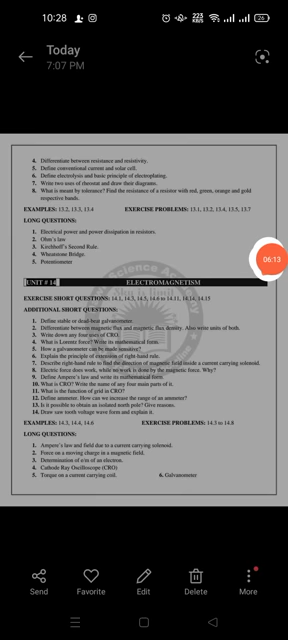 10:28
223 KB/S
26
Today
7:07 PM
4. Differentiate between resistance and resistivity.
5. Define conventional current and solar cell.
6. Define electrolysis and basic principle of electroplating.
7. Write two uses of rheostat and draw their diagrams.
8. What is meant by tolerance? Find the resistance of a resistor with red, green, orange and gold respective bands.
EXAMPLES: 13.2, 13.3, 13.4 EXERCISE PROBLEMS: 13.1, 13.2, 13.4, 13.5, 13.7
LONG QUESTIONS:
1. Electrical power and power dissipation in resistors.
2. Ohm's law
3. Kirchhoff's Second Rule.
4. Wheatstone Bridge.
5. Potentiometer
06:13
UNIT # 14 ELECTROMAGNETISM
EXERCISE SHORT QUESTIONS: 14.1, 14.3, 14.5, 14.6 to 14.11, 14.14, 14.15
ADDITIONAL SHORT QUESTIONS:
1. Define stable or dead-beat galvanometer.
2. Differentiate between magnetic flux and magnetic flux density. Also write units of both.
3. Write down any four uses of CRO.
4. What is Lorentz force? Write its mathematical form.
5. How a galvanometer can be made sensitive?
6. Explain the principle of extension of right-hand rule.
7. Describe right-hand rule to find the direction of magnetic field inside a current carrying solenoid.
8. Electric force does work, while no work is done by the magnetic force. Why?
9. Define Ampere's law and write its mathematical form.
10. What is CRO? Write the name of any four main parts of it.
11. What is the function of grid in CRO?
12. Define ammeter. How can we increase the range of an ammeter?
13. Is it possible to obtain an isolated north pole? Give reasons.
14. Draw saw tooth voltage wave form and explain it.
EXAMPLES: 14.3, 14.4, 14.6 EXERCISE PROBLEMS: 14.3 to 14.8
LONG QUESTIONS:
1. Ampere's law and field due to a current carrying solenoid.
2. Force on a moving charge in a magnetic field.
3. Determination of e/m of an electron.
4. Cathode Ray Oscilloscope (CRO)
5. Torque on a current carrying coil. 6. Galvanometer
Send Favorite Edit Delete More